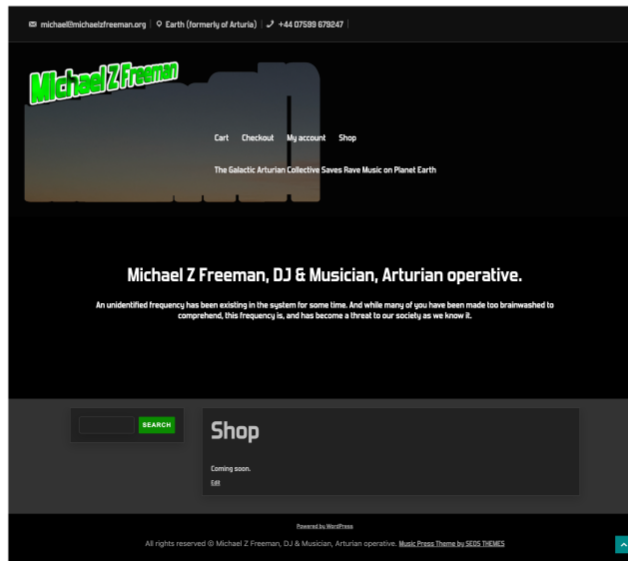 michael@michaelzfreeman.org
Earth (formerly of Arturia)
+44 07599 679247
Michael Z Freeman
Cart Checkout My account Shop
The Galactic Arturian Collective Saves Rave Music on Planet Earth
Michael Z Freeman, DJ & Musician, Arturian operative.
An unidentified frequency has been existing in the system for some time. And while many of you have been made too brainwashed to
comprehend, this frequency is, and has become a threat to our society as we know it.
SEARCH
Shop
Coming soon.
Edit
Powered by WordPress
All rights reserved © Michael Z Freeman, DJ & Musician, Arturian operative. Music Press Theme by SEOS THEMES